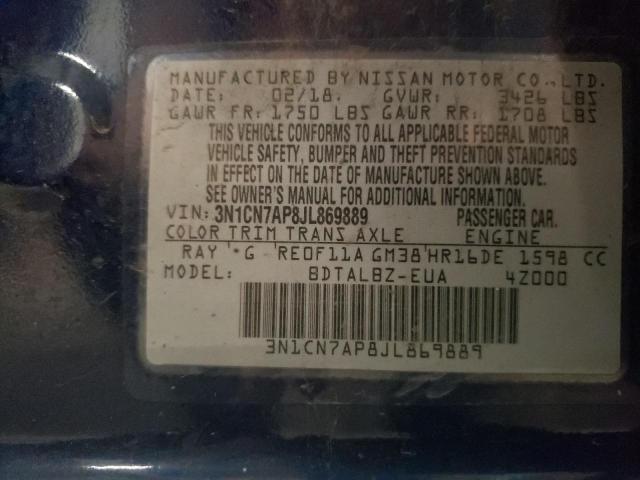 MANUFACTURED BY NISSAN MOTOR CO., LTD.
DATE: 02/18. GVWR: 3426 LBS
GAWR FR: 1750 LBS GAWR RR: 1708 LBS
THIS VEHICLE CONFORMS TO ALL APPLICABLE FEDERAL MOTOR
VEHICLE SAFETY, BUMPER AND THEFT PREVENTION STANDARDS
IN EFFECT ON THE DATE OF MANUFACTURE SHOWN ABOVE.
SEE OWNER'S MANUAL FOR ADDITIONAL INFORMATION.
VIN: 3N1CN7AP8JL869889 PASSENGER CAR.
COLOR TRIM TRANS AXLE ENGINE
RAY '•G 'RE0F11A GM38'HR16DE 1598 CC
MODEL: BDTALBZ-EUA 4Z000
3N1CN7AP8JL869889